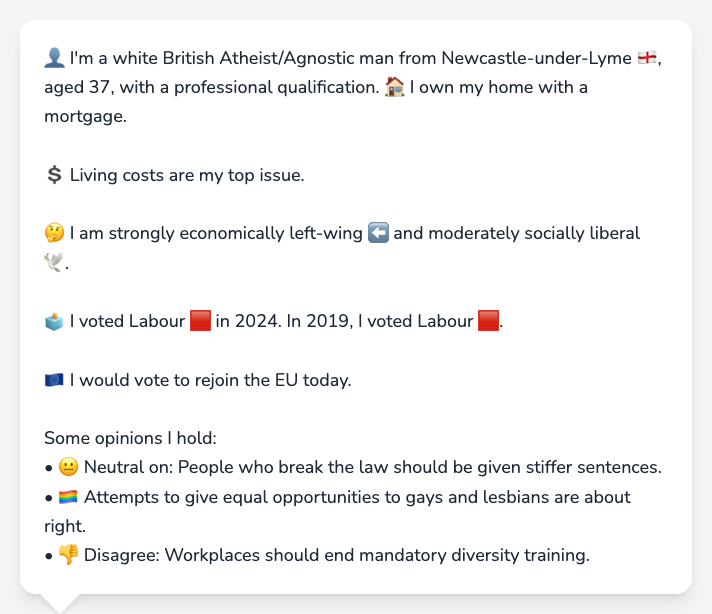 👤 I'm a white British Atheist/Agnostic man from Newcastle-under-Lyme 🏴󠁧󠁢󠁥󠁮󠁧󠁿,
aged 37, with a professional qualification. 🏠 I own my home with a
mortgage.
💲 Living costs are my top issue.
🤔 I am strongly economically left-wing ⬅️ and moderately socially liberal
🕊️.
🗳️ I voted Labour 🟥 in 2024. In 2019, I voted Labour 🟥.
🇪🇺 I would vote to rejoin the EU today.
Some opinions I hold:
• 😐 Neutral on: People who break the law should be given stiffer sentences.
• 🏳️‍🌈 Attempts to give equal opportunities to gays and lesbians are about
right.
• 👎 Disagree: Workplaces should end mandatory diversity training.